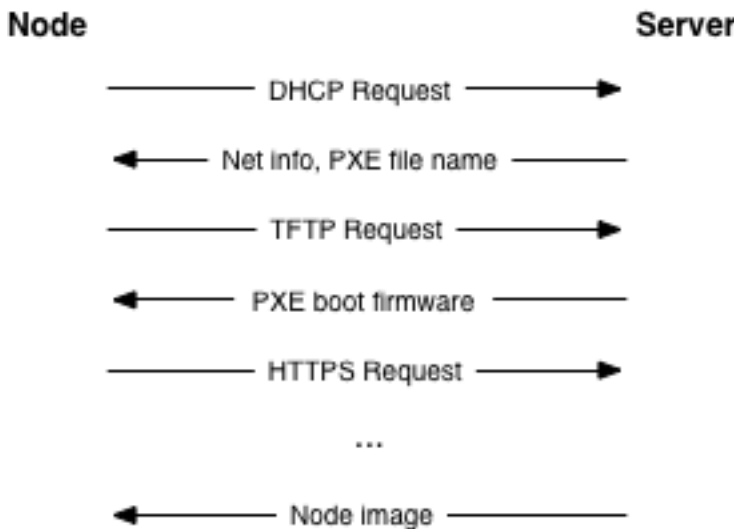 Node Server
DHCP Request
Net info, PXE file name
TFTP Request
PXE boot firmware
HTTPS Request
...
Node image